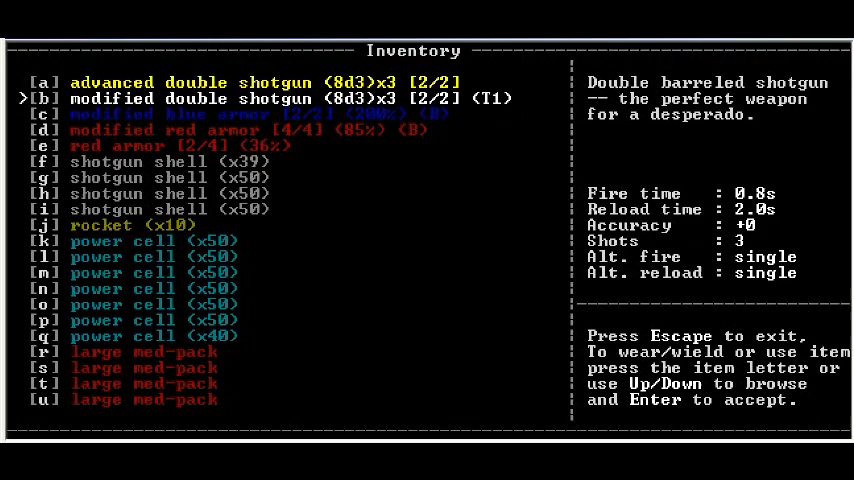 Inventory
[a] advanced double shotgun (8d3)x3 [2/2]
>[b] modified double shotgun (8d3)x3 [2/2] (T1)
[c] modified blue armor [2/2] (200%) (B)
[d] modified red armor [4/4] (85%) (B)
[e] red armor [2/4] (36%)
[f] shotgun shell (x39)
[g] shotgun shell (x50)
[h] shotgun shell (x50)
[i] shotgun shell (x50)
[j] rocket (x10)
[k] power cell (x50)
[l] power cell (x50)
[m] power cell (x50)
[n] power cell (x50)
[o] power cell (x50)
[p] power cell (x50)
[q] power cell (x40)
[r] large med-pack
[s] large med-pack
[t] large med-pack
[u] large med-pack
Double barreled shotgun
-- the perfect weapon
for a desperado.
Fire time : 0.8s
Reload time : 2.0s
Accuracy : +0
Shots : 3
Alt. fire : single
Alt. reload : single
Press Escape to exit,
To wear/wield or use item
press the item letter or
use Up/Down to browse
and Enter to accept.